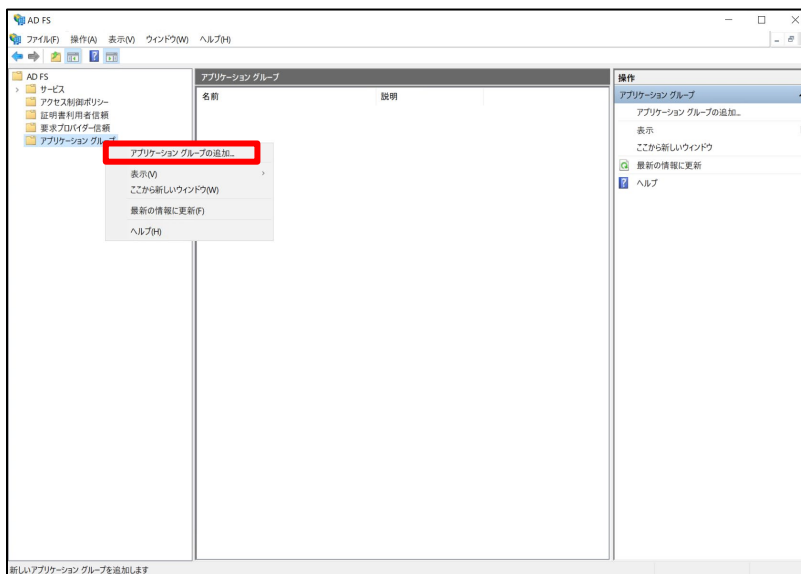 AD FS
ファイル(F) 操作(A) 表示(V) ウィンドウ(W) ヘルプ(H)
AD FS
サービス
アクセス制御ポリシー
証明書利用者信頼
要求プロバイダー信頼
アプリケーション グループ
アプリケーション グループの追加...
表示(V)
ここから新しいウィンドウ(W)
最新の情報に更新(F)
ヘルプ(H)
アプリケーション グループ
名前 説明
操作
アプリケーション グループ
アプリケーション グループの追加...
表示
ここから新しいウィンドウ
最新の情報に更新
ヘルプ
新しいアプリケーション グループを追加します